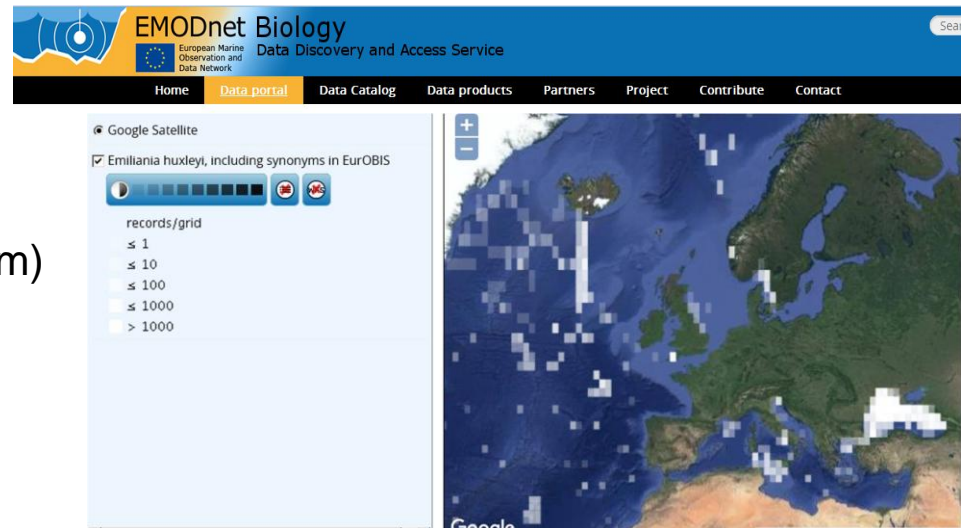 EMODnet Biology
European Marine
Observation and
Data Network
Data Discovery and Access Service
Sear
Home Data portal Data Catalog Data products Partners Project Contribute Contact
Google Satellite
Emiliania huxleyi, including synonyms in EurOBIS
records/grid
≤ 1
≤ 10
≤ 100
≤ 1000
> 1000
m)
+
−
Google